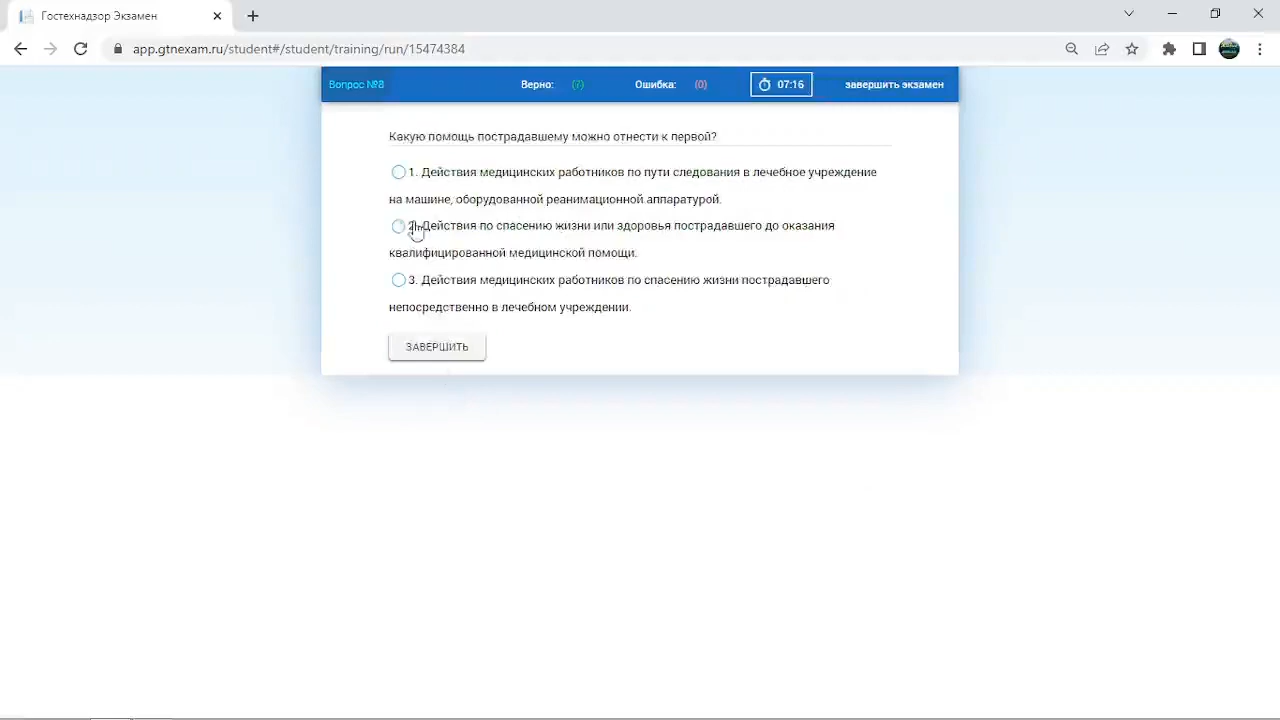 Гостехнадзор Экзамен
app.gtnexam.ru/student#/student/training/run/15474384
Вопрос №8 Верно: (7) Ошибка: (0) 07:16 завершить экзамен
Какую помощь пострадавшему можно отнести к первой?
1. Действия медицинских работников по пути следования в лечебное учреждение
на машине, оборудованной реанимационной аппаратурой.
2. Действия по спасению жизни или здоровья пострадавшего до оказания
квалифицированной медицинской помощи.
3. Действия медицинских работников по спасению жизни пострадавшего
непосредственно в лечебном учреждении.
ЗАВЕРШИТЬ